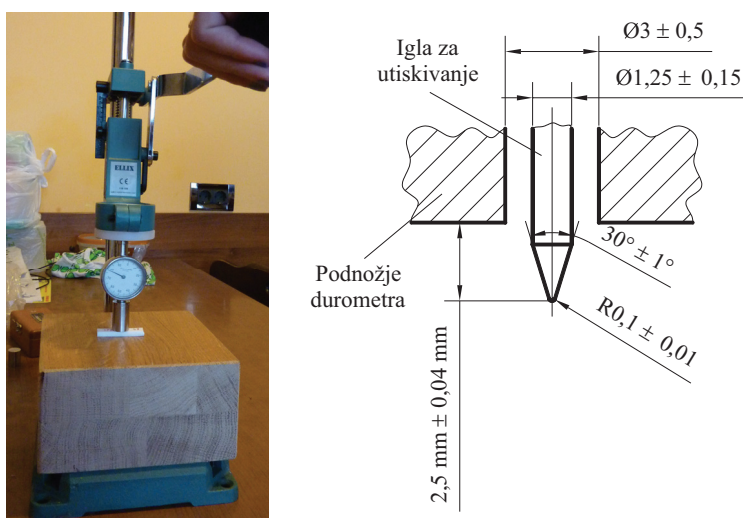 ELLIX
CE
Ø3 ± 0,5
Igla za
utiskivanje
Ø1,25 ± 0,15
30° ± 1°
Podnožje
durometra
R0,1 ± 0,01
2,5 mm ± 0,04 mm